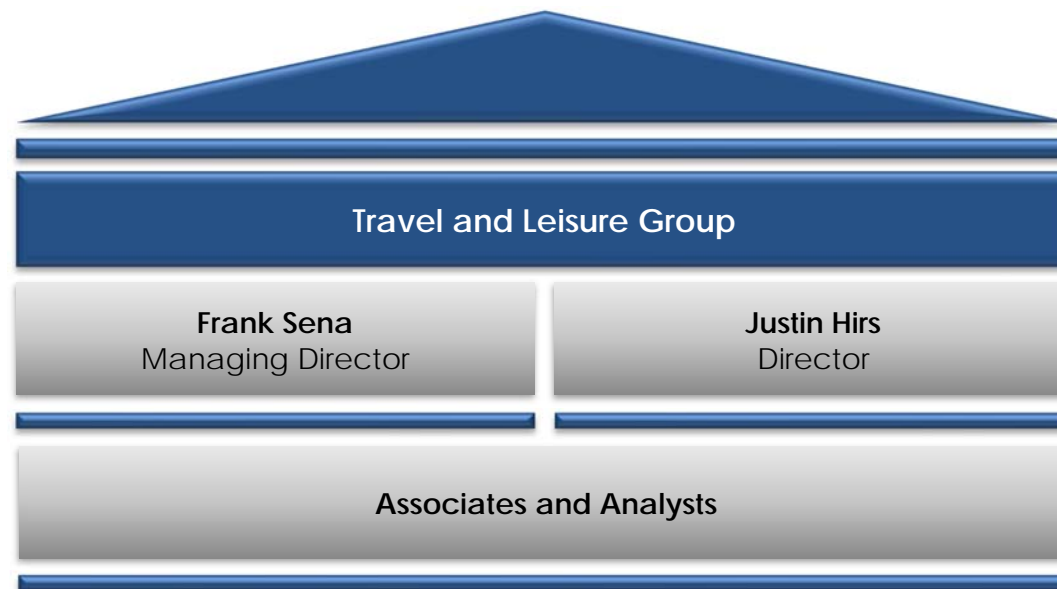 Travel and Leisure Group
Frank Sena
Managing Director
Justin Hirs
Director
Associates and Analysts